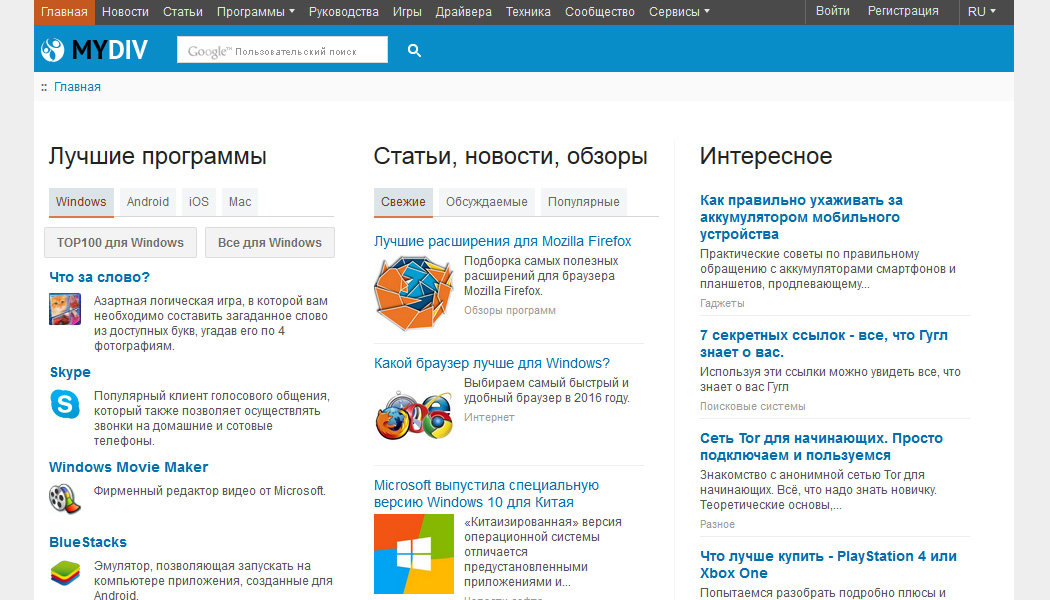 Главная Новости Статьи Программы Руководства Игры Драйвера Техника Сообщество Сервисы Войти Регистрация RU
MYDIV Google™ Пользовательский поиск
:: Главная
Лучшие программы
Windows Android iOS Mac
TOP100 для Windows Все для Windows
Что за слово?
Азартная логическая игра, в которой вам
необходимо составить загаданное слово
из доступных букв, угадав его по 4
фотографиям.
Skype
Популярный клиент голосового общения,
который также позволяет осуществлять
звонки на домашние и сотовые
телефоны.
Windows Movie Maker
Фирменный редактор видео от Microsoft.
BlueStacks
Эмулятор, позволяющая запускать на
компьютере приложения, созданные для
Android.
Статьи, новости, обзоры
Свежие Обсуждаемые Популярные
Лучшие расширения для Mozilla Firefox
Подборка самых полезных
расширений для браузера
Mozilla Firefox.
Обзоры программ
Какой браузер лучше для Windows?
Выбираем самый быстрый и
удобный браузер в 2016 году.
Интернет
Microsoft выпустила специальную
версию Windows 10 для Китая
«Китаизированная» версия
операционной системы
отличается
предустановленными
приложениями и...
Интересное
Как правильно ухаживать за
аккумулятором мобильного
устройства
Практические советы по правильному
обращению с аккумуляторами смартфонов и
планшетов, продлевающему...
Гаджеты
7 секретных ссылок - все, что Гугл
знает о вас.
Используя эти ссылки можно увидеть все, что
знает о вас Гугл
Поисковые системы
Сеть Tor для начинающих. Просто
подключаем и пользуемся
Знакомство с анонимной сетью Tor для
начинающих. Всё, что надо знать новичку.
Теоретические основы,...
Разное
Что лучше купить - PlayStation 4 или
Xbox One
Попытаемся разобрать подробно плюсы и